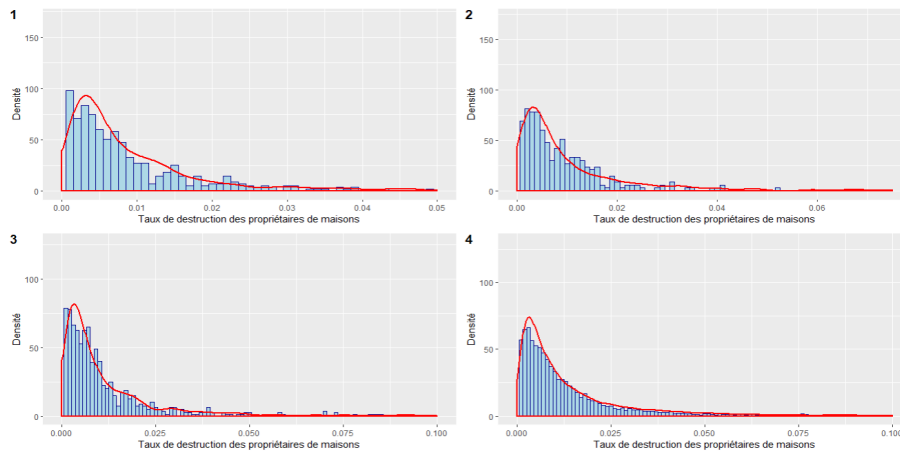 1
150
100
50
0
Densité
0.00 0.01 0.02 0.03 0.04 0.05
Taux de destruction des propriétaires de maisons
2
150
100
50
0
Densité
0.00 0.02 0.04 0.06
Taux de destruction des propriétaires de maisons
3
100
50
0
Densité
0.000 0.025 0.050 0.075 0.100
Taux de destruction des propriétaires de maisons
4
100
50
0
Densité
0.000 0.025 0.050 0.075 0.100
Taux de destruction des propriétaires de maisons